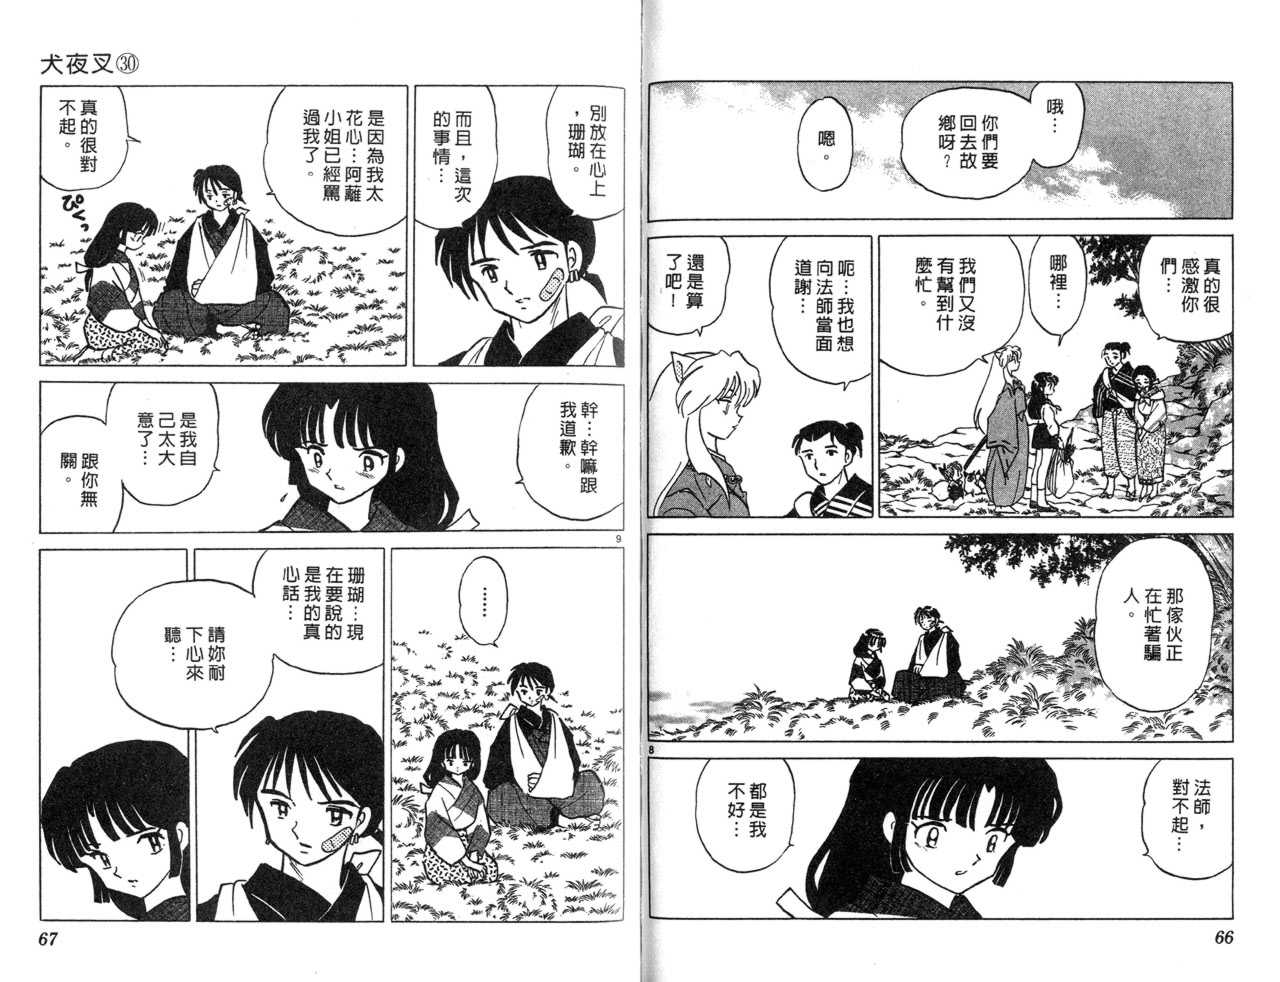 犬夜叉㉚
哦…
你們要
回去故
鄉呀？
嗯。
真的很
感激你
們…
哪裡…
我們又沒
有幫到什
麼忙。
呃…我也想
向法師當面
道謝…
還是算
了吧！
那傢伙正
在忙著騙
人。
法師，
對不起…
都是我
不好…
8
66
別放在心上
，珊瑚。
而且，這次
的事情…
是因為我太
花心…阿蘺
小姐已經罵
過我了。
真的很對
不起。
ぴくっ
幹…幹嘛跟
我道歉。
是我自
己太大
意了…
跟你無
關。
9
……
珊瑚…現
在要說的
是我的真
心話…
請妳耐
下心來
聽…
67